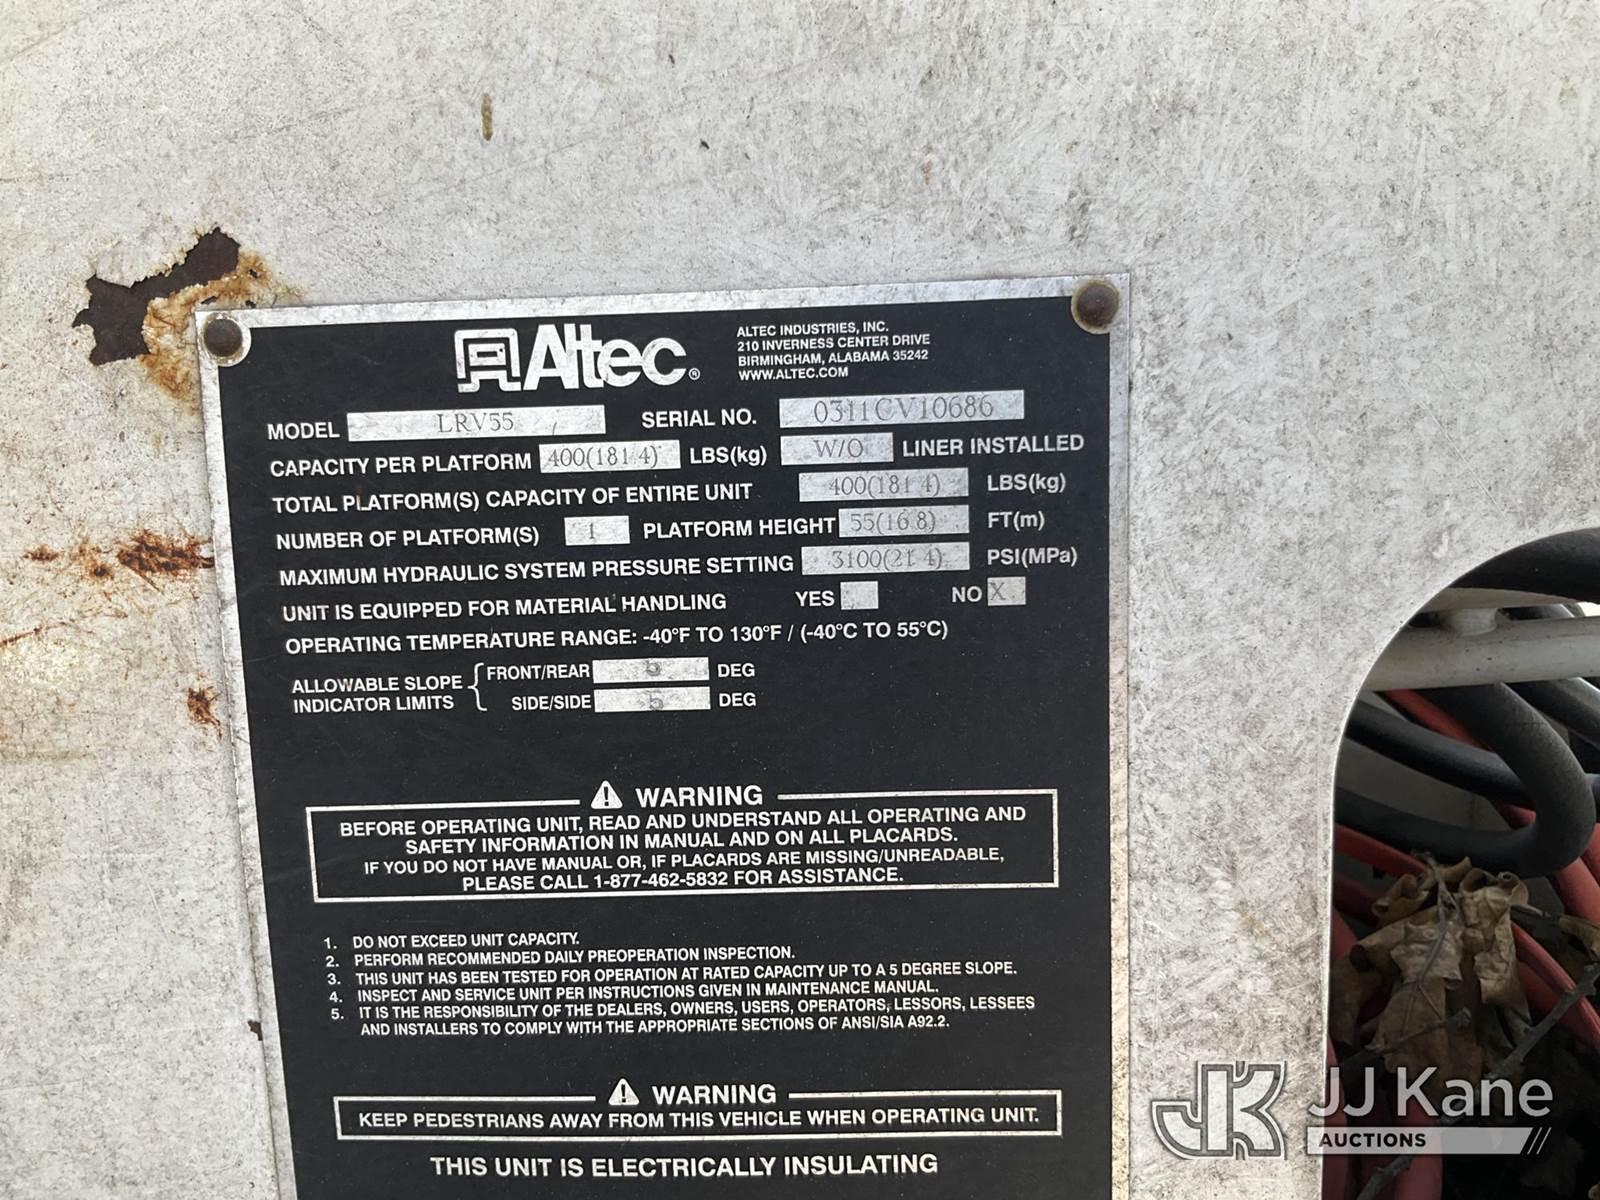 Altec®
ALTEC INDUSTRIES, INC.
210 INVERNESS CENTER DRIVE
BIRMINGHAM, ALABAMA 35242
WWW.ALTEC.COM
MODEL LRV55 SERIAL NO. 0311CV10686
CAPACITY PER PLATFORM 400(181.4) LBS(kg) W/O LINER INSTALLED
TOTAL PLATFORM(S) CAPACITY OF ENTIRE UNIT 400(181.4) LBS(kg)
NUMBER OF PLATFORM(S) 1 PLATFORM HEIGHT 55(16.8) FT(m)
MAXIMUM HYDRAULIC SYSTEM PRESSURE SETTING 3100(21.4) PSI(MPa)
UNIT IS EQUIPPED FOR MATERIAL HANDLING YES NO X
OPERATING TEMPERATURE RANGE: -40°F TO 130°F / (-40°C TO 55°C)
ALLOWABLE SLOPE INDICATOR LIMITS
FRONT/REAR 5 DEG
SIDE/SIDE 5 DEG
⚠ WARNING
BEFORE OPERATING UNIT, READ AND UNDERSTAND ALL OPERATING AND
SAFETY INFORMATION IN MANUAL AND ON ALL PLACARDS.
IF YOU DO NOT HAVE MANUAL OR, IF PLACARDS ARE MISSING/UNREADABLE,
PLEASE CALL 1-877-462-5832 FOR ASSISTANCE.
1. DO NOT EXCEED UNIT CAPACITY.
2. PERFORM RECOMMENDED DAILY PREOPERATION INSPECTION.
3. THIS UNIT HAS BEEN TESTED FOR OPERATION AT RATED CAPACITY UP TO A 5 DEGREE SLOPE.
4. INSPECT AND SERVICE UNIT PER INSTRUCTIONS GIVEN IN MAINTENANCE MANUAL.
5. IT IS THE RESPONSIBILITY OF THE DEALERS, OWNERS, USERS, OPERATORS, LESSORS, LESSEES
AND INSTALLERS TO COMPLY WITH THE APPROPRIATE SECTIONS OF ANSI/SIA A92.2.
⚠ WARNING
KEEP PEDESTRIANS AWAY FROM THIS VEHICLE WHEN OPERATING UNIT.
THIS UNIT IS ELECTRICALLY INSULATING
JK JJ Kane
AUCTIONS